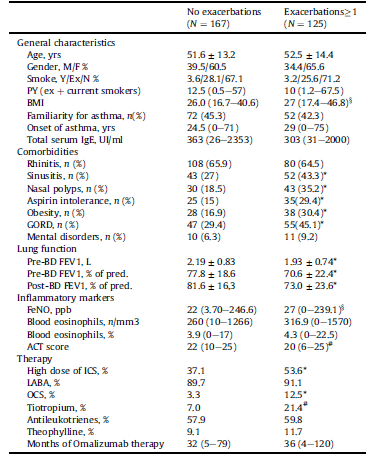 No exacerbations Exacerbations≥1
(N = 167) (N = 125)
General characteristics
Age, yrs 51.6 ± 13.2 52.5 ± 14.4
Gender, M/F % 39.5/60.5 34.4/65.6
Smoke, Y/Ex/N % 3.6/28.1/67.1 3.2/25.6/71.2
PY (ex + current smokers) 12.5 (0.5–57) 10 (1.2–67.5)
BMI 26.0 (16.7–40.6) 27 (17.4–46.8)§
Familiarity for asthma, n(%) 72 (45.3) 52 (42.3)
Onset of asthma, yrs 24.5 (0–71) 29 (0–75)
Total serum IgE, UI/ml 363 (26–2353) 303 (31–2000)
Comorbidities
Rhinitis, n (%) 108 (65.9) 80 (64.5)
Sinusitis, n (%) 43 (27) 52 (43.3)*
Nasal polyps, n (%) 30 (18.5) 43 (35.2)*
Aspirin intolerance, n (%) 25 (15) 35(29.4)*
Obesity, n (%) 28 (16.9) 38 (30.4)*
GORD, n (%) 47 (29.4) 55(45.1)*
Mental disorders, n (%) 10 (6.3) 11 (9.2)
Lung function
Pre-BD FEV1, L 2.19 ± 0.83 1.93 ± 0.74*
Pre-BD FEV1, % of pred. 77.8 ± 18.6 70.6 ± 22.4*
Post-BD FEV1, % of pred. 81.6 ± 16,3 73.0 ± 23.6*
Inflammatory markers
FeNO, ppb 22 (3.70–246.6) 27 (0–239.1)§
Blood eosinophils, n/mm3 260 (10–1266) 316.9 (0–1570)
Blood eosinophils, % 3.9 (0–17) 4.3 (0–22.5)
ACT score 22 (10–25) 20 (6–25)#
Therapy
High dose of ICS, % 37.1 53.6*
LABA, % 89.7 91.1
OCS, % 3.3 12.5*
Tiotropium, % 7.0 21.4#
Antileukotrienes, % 57.9 59.8
Theophylline, % 9.1 11.7
Months of Omalizumab therapy 32 (5–79) 36 (4–120)